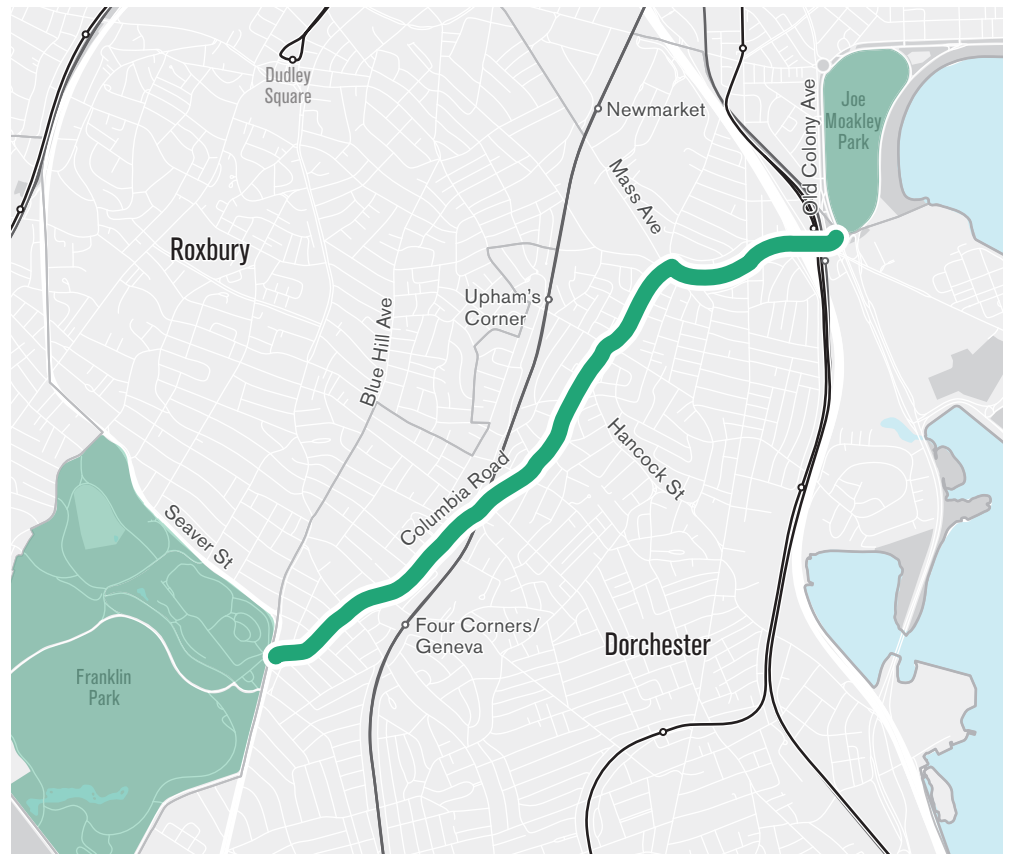 Dudley
Square
Newmarket
Old Colony Ave
Joe
Moakley
Park
Mass Ave
Roxbury
Upham's
Corner
Blue Hill Ave
Hancock St
Columbia Road
Seaver St
Four Corners/
Geneva
Dorchester
Franklin
Park